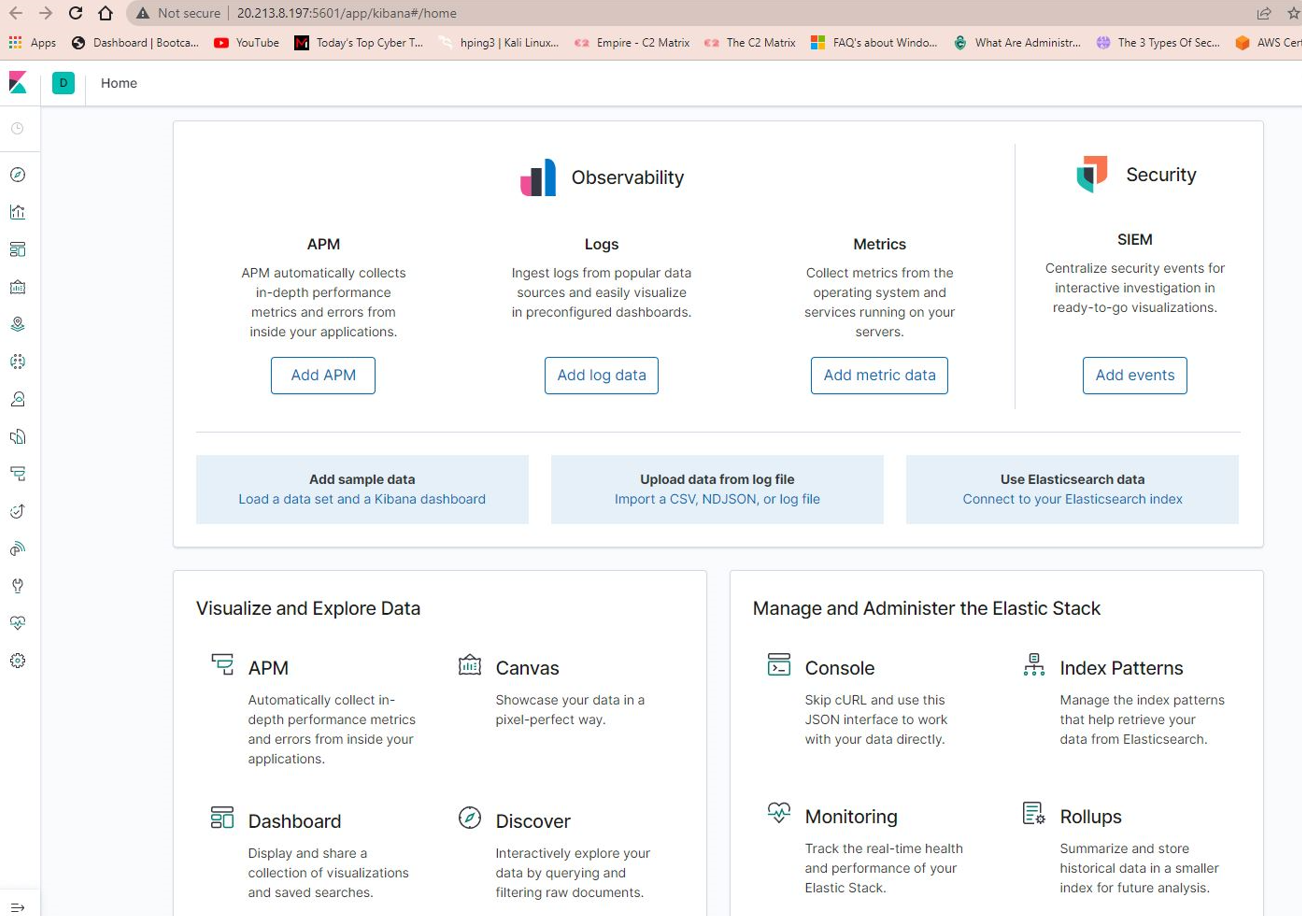 Not secure | 20.213.8.197:5601/app/kibana#/home
Apps Dashboard | Bootca... YouTube Today's Top Cyber T... hping3 | Kali Linux... Empire - C2 Matrix The C2 Matrix FAQ's about Windo... What Are Administr... The 3 Types Of Sec... AWS Cert
D Home
Observability
Security
APM
APM automatically collects
in-depth performance
metrics and errors from
inside your applications.
Add APM
Logs
Ingest logs from popular data
sources and easily visualize
in preconfigured dashboards.
Add log data
Metrics
Collect metrics from the
operating system and
services running on your
servers.
Add metric data
SIEM
Centralize security events for
interactive investigation in
ready-to-go visualizations.
Add events
Add sample data
Load a data set and a Kibana dashboard
Upload data from log file
Import a CSV, NDJSON, or log file
Use Elasticsearch data
Connect to your Elasticsearch index
Visualize and Explore Data
APM
Automatically collect in-
depth performance metrics
and errors from inside your
applications.
Canvas
Showcase your data in a
pixel-perfect way.
Dashboard
Display and share a
collection of visualizations
and saved searches.
Discover
Interactively explore your
data by querying and
filtering raw documents.
Manage and Administer the Elastic Stack
Console
Skip cURL and use this
JSON interface to work
with your data directly.
Index Patterns
Manage the index patterns
that help retrieve your
data from Elasticsearch.
Monitoring
Track the real-time health
and performance of your
Elastic Stack.
Rollups
Summarize and store
historical data in a smaller
index for future analysis.